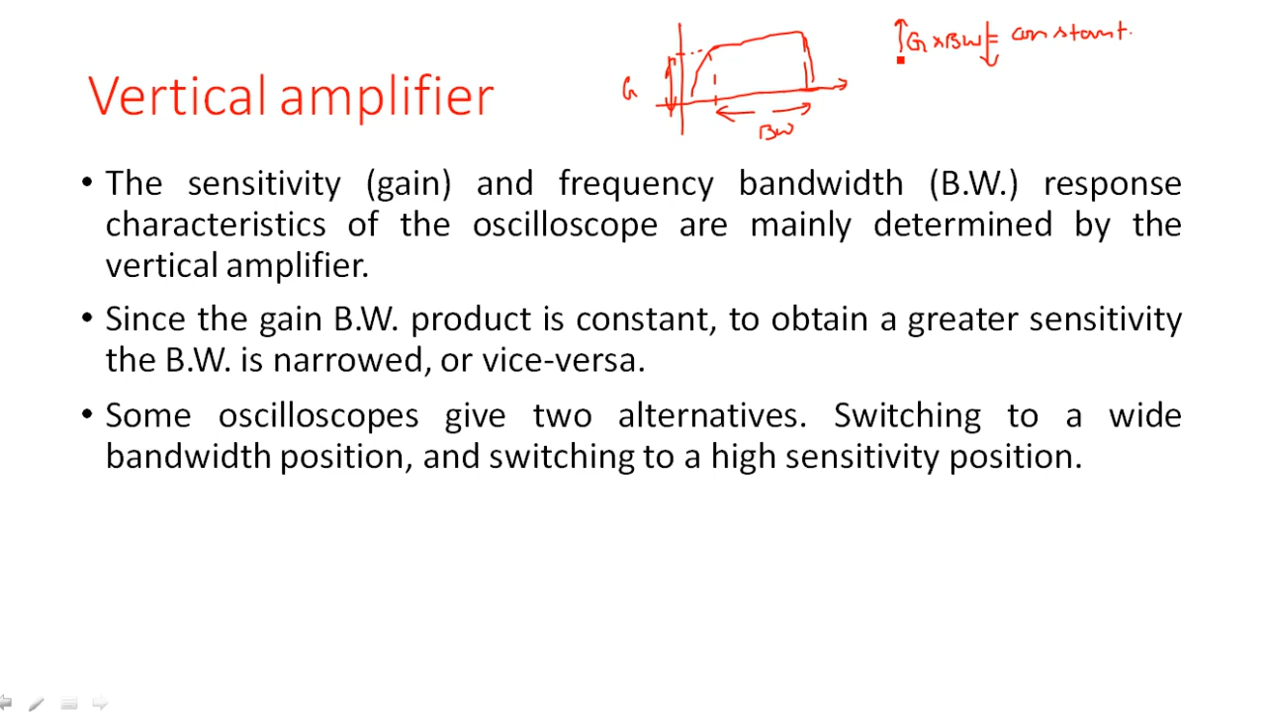 G x BW = constant.
Vertical amplifier
G
BW
• The sensitivity (gain) and frequency bandwidth (B.W.) response
characteristics of the oscilloscope are mainly determined by the
vertical amplifier.
• Since the gain B.W. product is constant, to obtain a greater sensitivity
the B.W. is narrowed, or vice-versa.
• Some oscilloscopes give two alternatives. Switching to a wide
bandwidth position, and switching to a high sensitivity position.